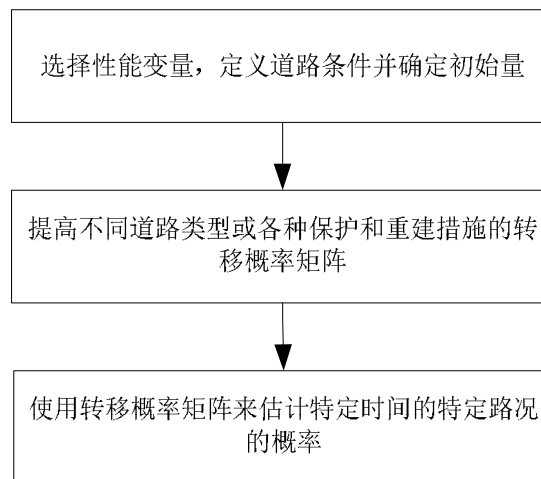 选择性能变量，定义道路条件并确定初始量
提高不同道路类型或各种保护和重建措施的转
移概率矩阵
使用转移概率矩阵来估计特定时间的特定路况
的概率